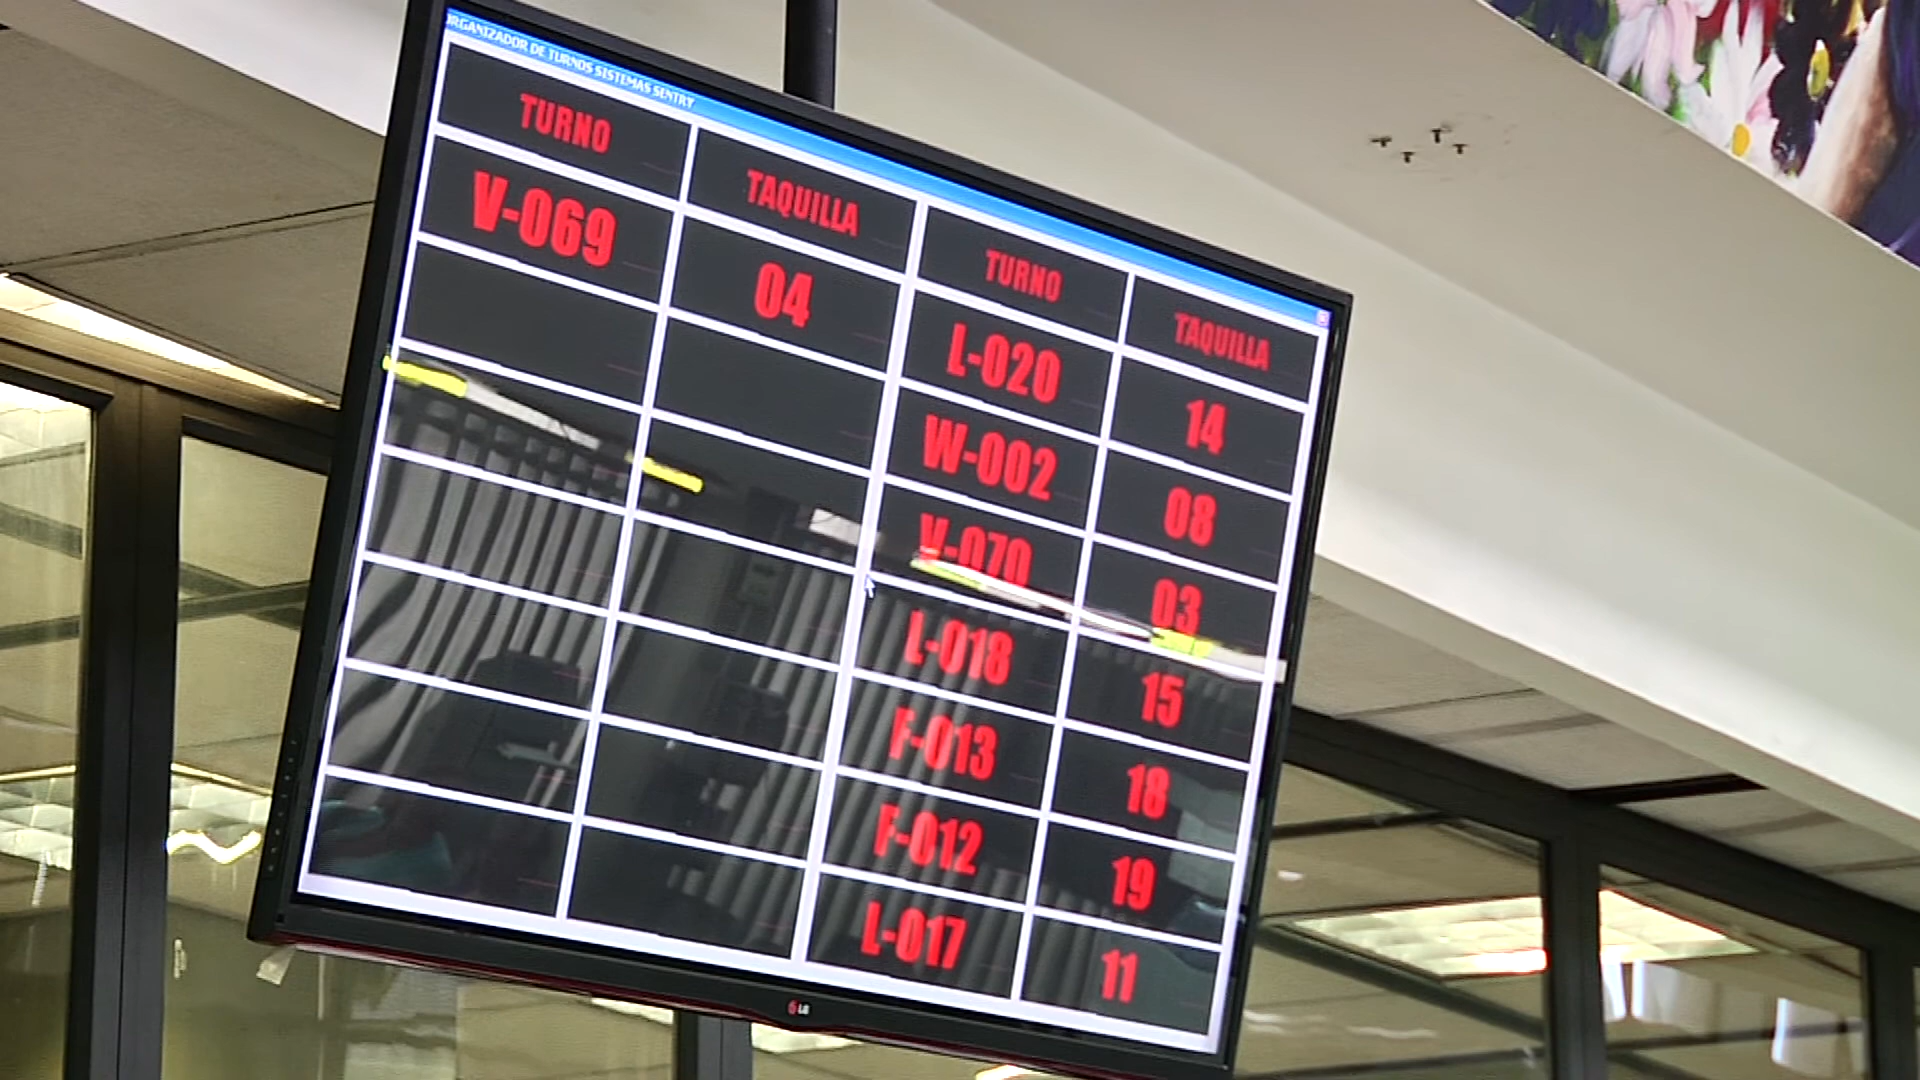 ORGANIZADOR DE TURNOS SISTEMAS SENTRY
TURNO TAQUILLA TURNO TAQUILLA
V-069 04 L-020 14
W-002 08
V-070 03
L-018 15
F-013 18
F-012 19
L-017 11
LG